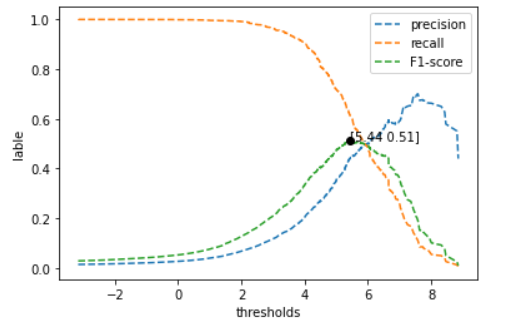 precision
recall
F1-score
1.0
0.8
0.6
0.4
0.2
0.0
lable
[5.44 0.51]
−2 0 2 4 6 8
thresholds